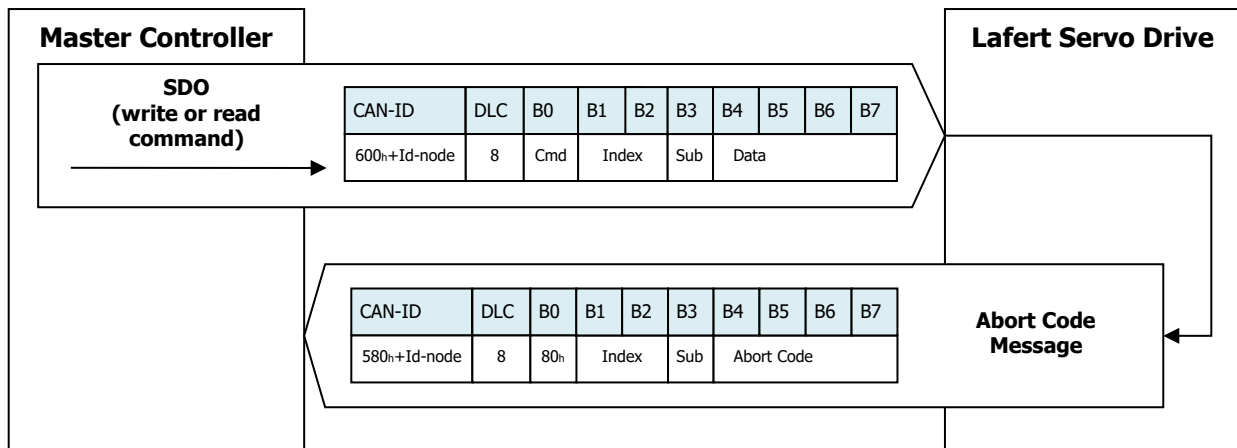 Master Controller
Lafert Servo Drive
SDO
(write or read
command)
CAN-ID DLC B0 B1 B2 B3 B4 B5 B6 B7
600h+Id-node 8 Cmd Index Sub Data
CAN-ID DLC B0 B1 B2 B3 B4 B5 B6 B7
580h+Id-node 8 80h Index Sub Abort Code
Abort Code
Message